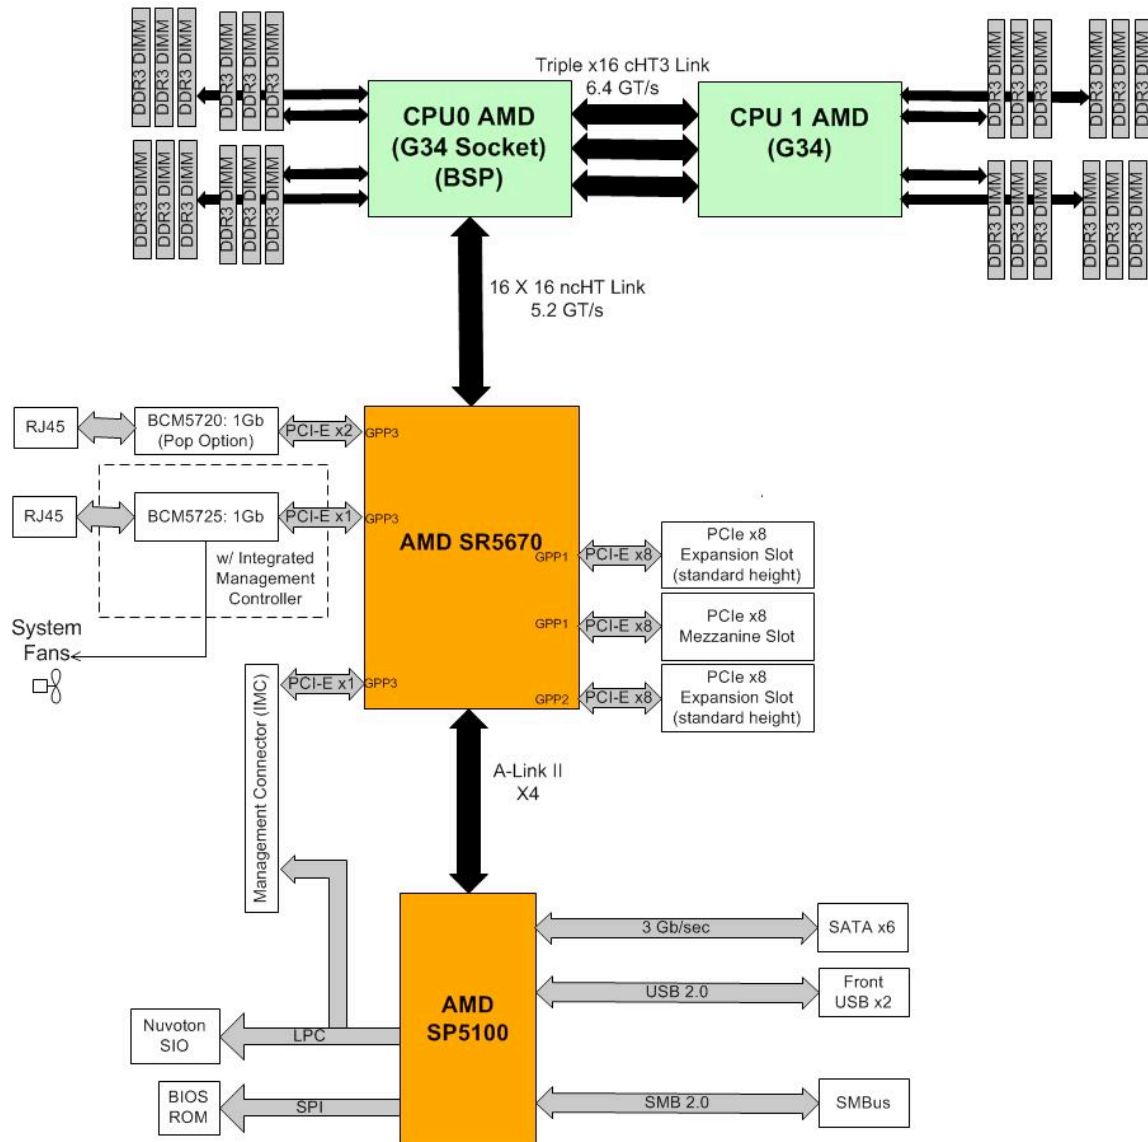 DDR3 DIMM
DDR3 DIMM
DDR3 DIMM
DDR3 DIMM
DDR3 DIMM
DDR3 DIMM
DDR3 DIMM
DDR3 DIMM
DDR3 DIMM
DDR3 DIMM
DDR3 DIMM
DDR3 DIMM
CPU0 AMD
(G34 Socket)
(BSP)
Triple x16 cHT3 Link
6.4 GT/s
CPU 1 AMD
(G34)
DDR3 DIMM
DDR3 DIMM
DDR3 DIMM
DDR3 DIMM
DDR3 DIMM
DDR3 DIMM
DDR3 DIMM
DDR3 DIMM
DDR3 DIMM
DDR3 DIMM
DDR3 DIMM
DDR3 DIMM
16 X 16 ncHT Link
5.2 GT/s
RJ45
BCM5720: 1Gb
(Pop Option)
PCI-E x2
GPP3
RJ45
BCM5725: 1Gb
PCI-E x1
GPP3
w/ Integrated
Management
Controller
System
Fans
AMD SR5670
GPP1
PCI-E x8
PCIe x8
Expansion Slot
(standard height)
GPP1
PCI-E x8
PCIe x8
Mezzanine Slot
GPP2
PCI-E x8
PCIe x8
Expansion Slot
(standard height)
PCI-E x1
GPP3
Management Connector (IMC)
A-Link II
X4
AMD
SP5100
3 Gb/sec
SATA x6
USB 2.0
Front
USB x2
Nuvoton
SIO
LPC
BIOS
ROM
SPI
SMB 2.0
SMBus